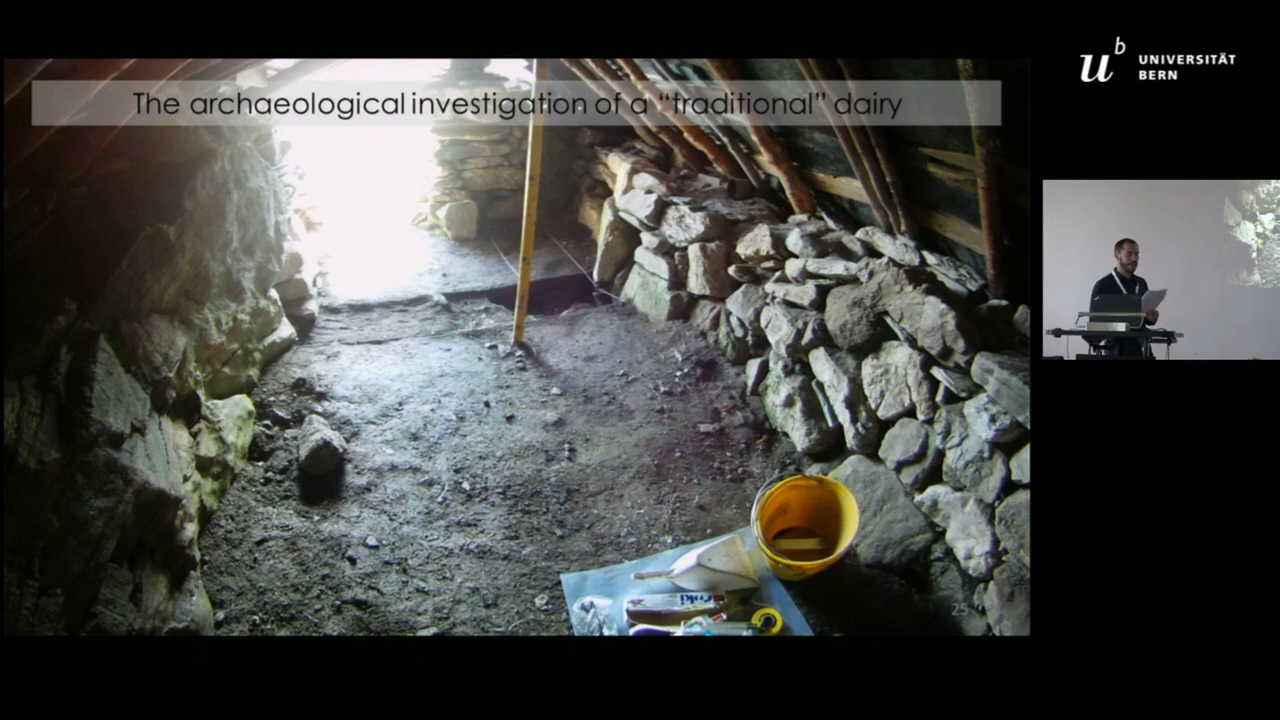 The archaeological investigation of a “traditional” dairy
25
u
b
UNIVERSITÄT
BERN